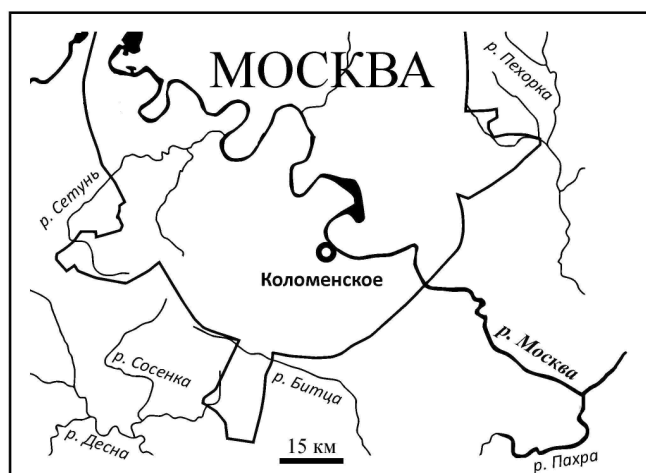 МОСКВА
р. Пехорка
р. Сетунь
Коломенское
р. Москва
р. Сосенка
р. Битца
р. Десна
15 км
р. Пахра